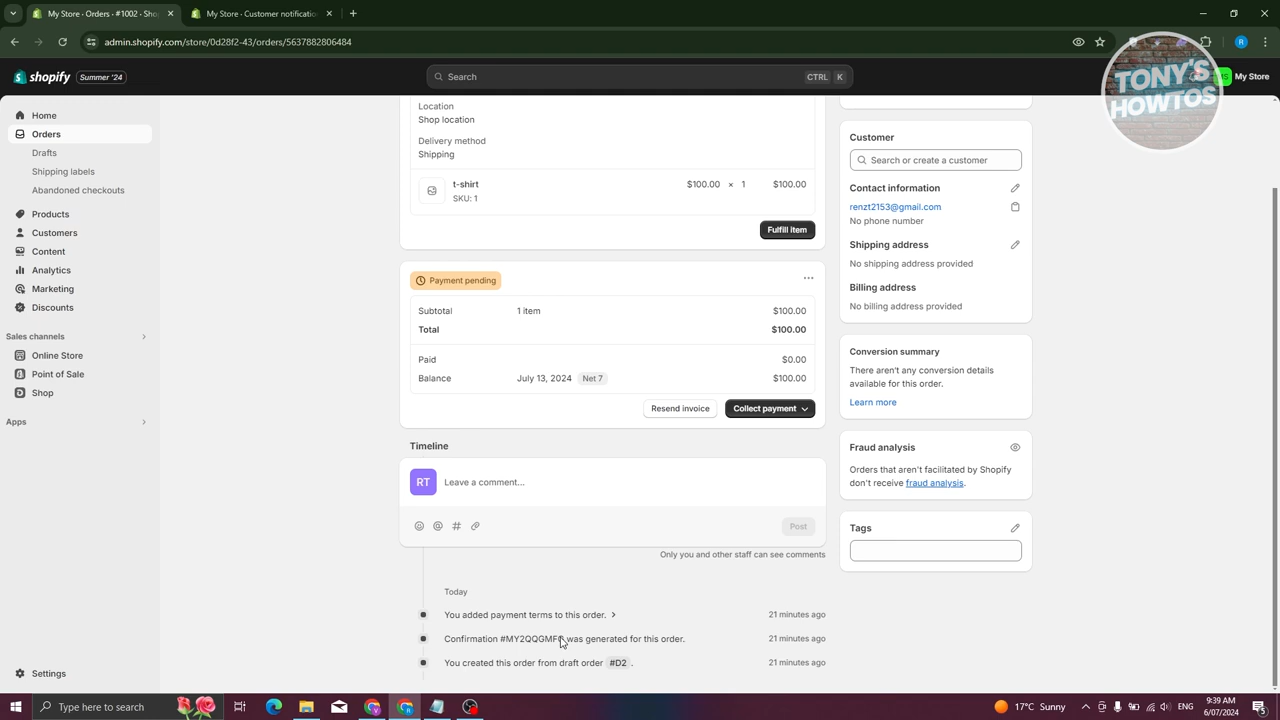 My Store - Orders · #1002 · Shop
My Store - Customer notificatio
admin.shopify.com/store/0d28f2-43/orders/5637882806484
R
shopify
Summer '24
Search
CTRL
K
My Store
TONY'S
HOWTOS
Home
Orders
Drafts
Shipping labels
Abandoned checkouts
Products
Customers
Content
Analytics
Marketing
Discounts
Sales channels
Online Store
Point of Sale
Shop
Apps
Settings
Location
Shop location
Delivery method
Shipping
t-shirt
$100.00 × 1 $100.00
SKU: 1
Fulfill item
Payment pending
Subtotal 1 item $100.00
Total $100.00
Paid $0.00
Balance July 13, 2024 Net 7 $100.00
Resend invoice
Collect payment
Timeline
RT
Leave a comment...
Post
Only you and other staff can see comments
Today
You added payment terms to this order. 21 minutes ago
Confirmation was generated for this order. 21 minutes ago
You created this order from draft order #D2 . 21 minutes ago
Customer
Search or create a customer
Contact information
renzt2153@gmail.com
No phone number
Shipping address
No shipping address provided
Billing address
No billing address provided
Conversion summary
There aren't any conversion details
available for this order.
Learn more
Fraud analysis
Orders that aren't facilitated by Shopify
don't receive fraud analysis.
Tags
Type here to search
17°C Sunny
ENG
9:39 AM
6/07/2024